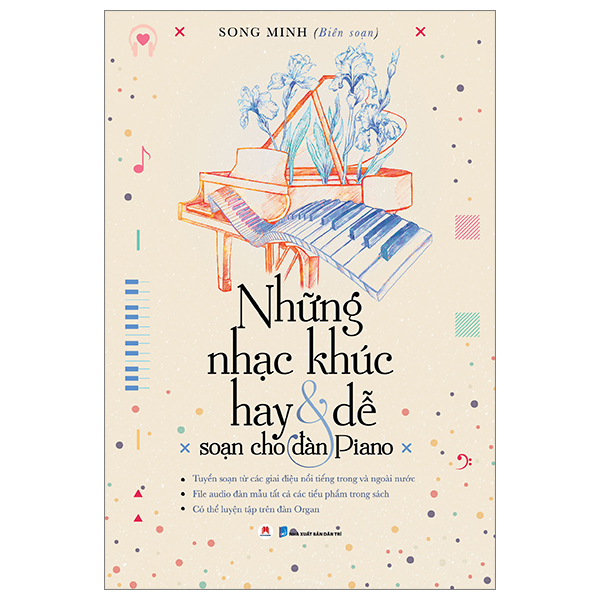 SONG MINH (Biên soạn)
Những
nhạc khúc
hay & dễ
soạn cho đàn Piano
• Tuyển soạn từ các giai điệu nổi tiếng trong và ngoài nước
• File audio đàn mẫu tất cả các tiểu phẩm trong sách
• Có thể luyện tập trên đàn Organ
NHÀ XUẤT BẢN DÂN TRÍ